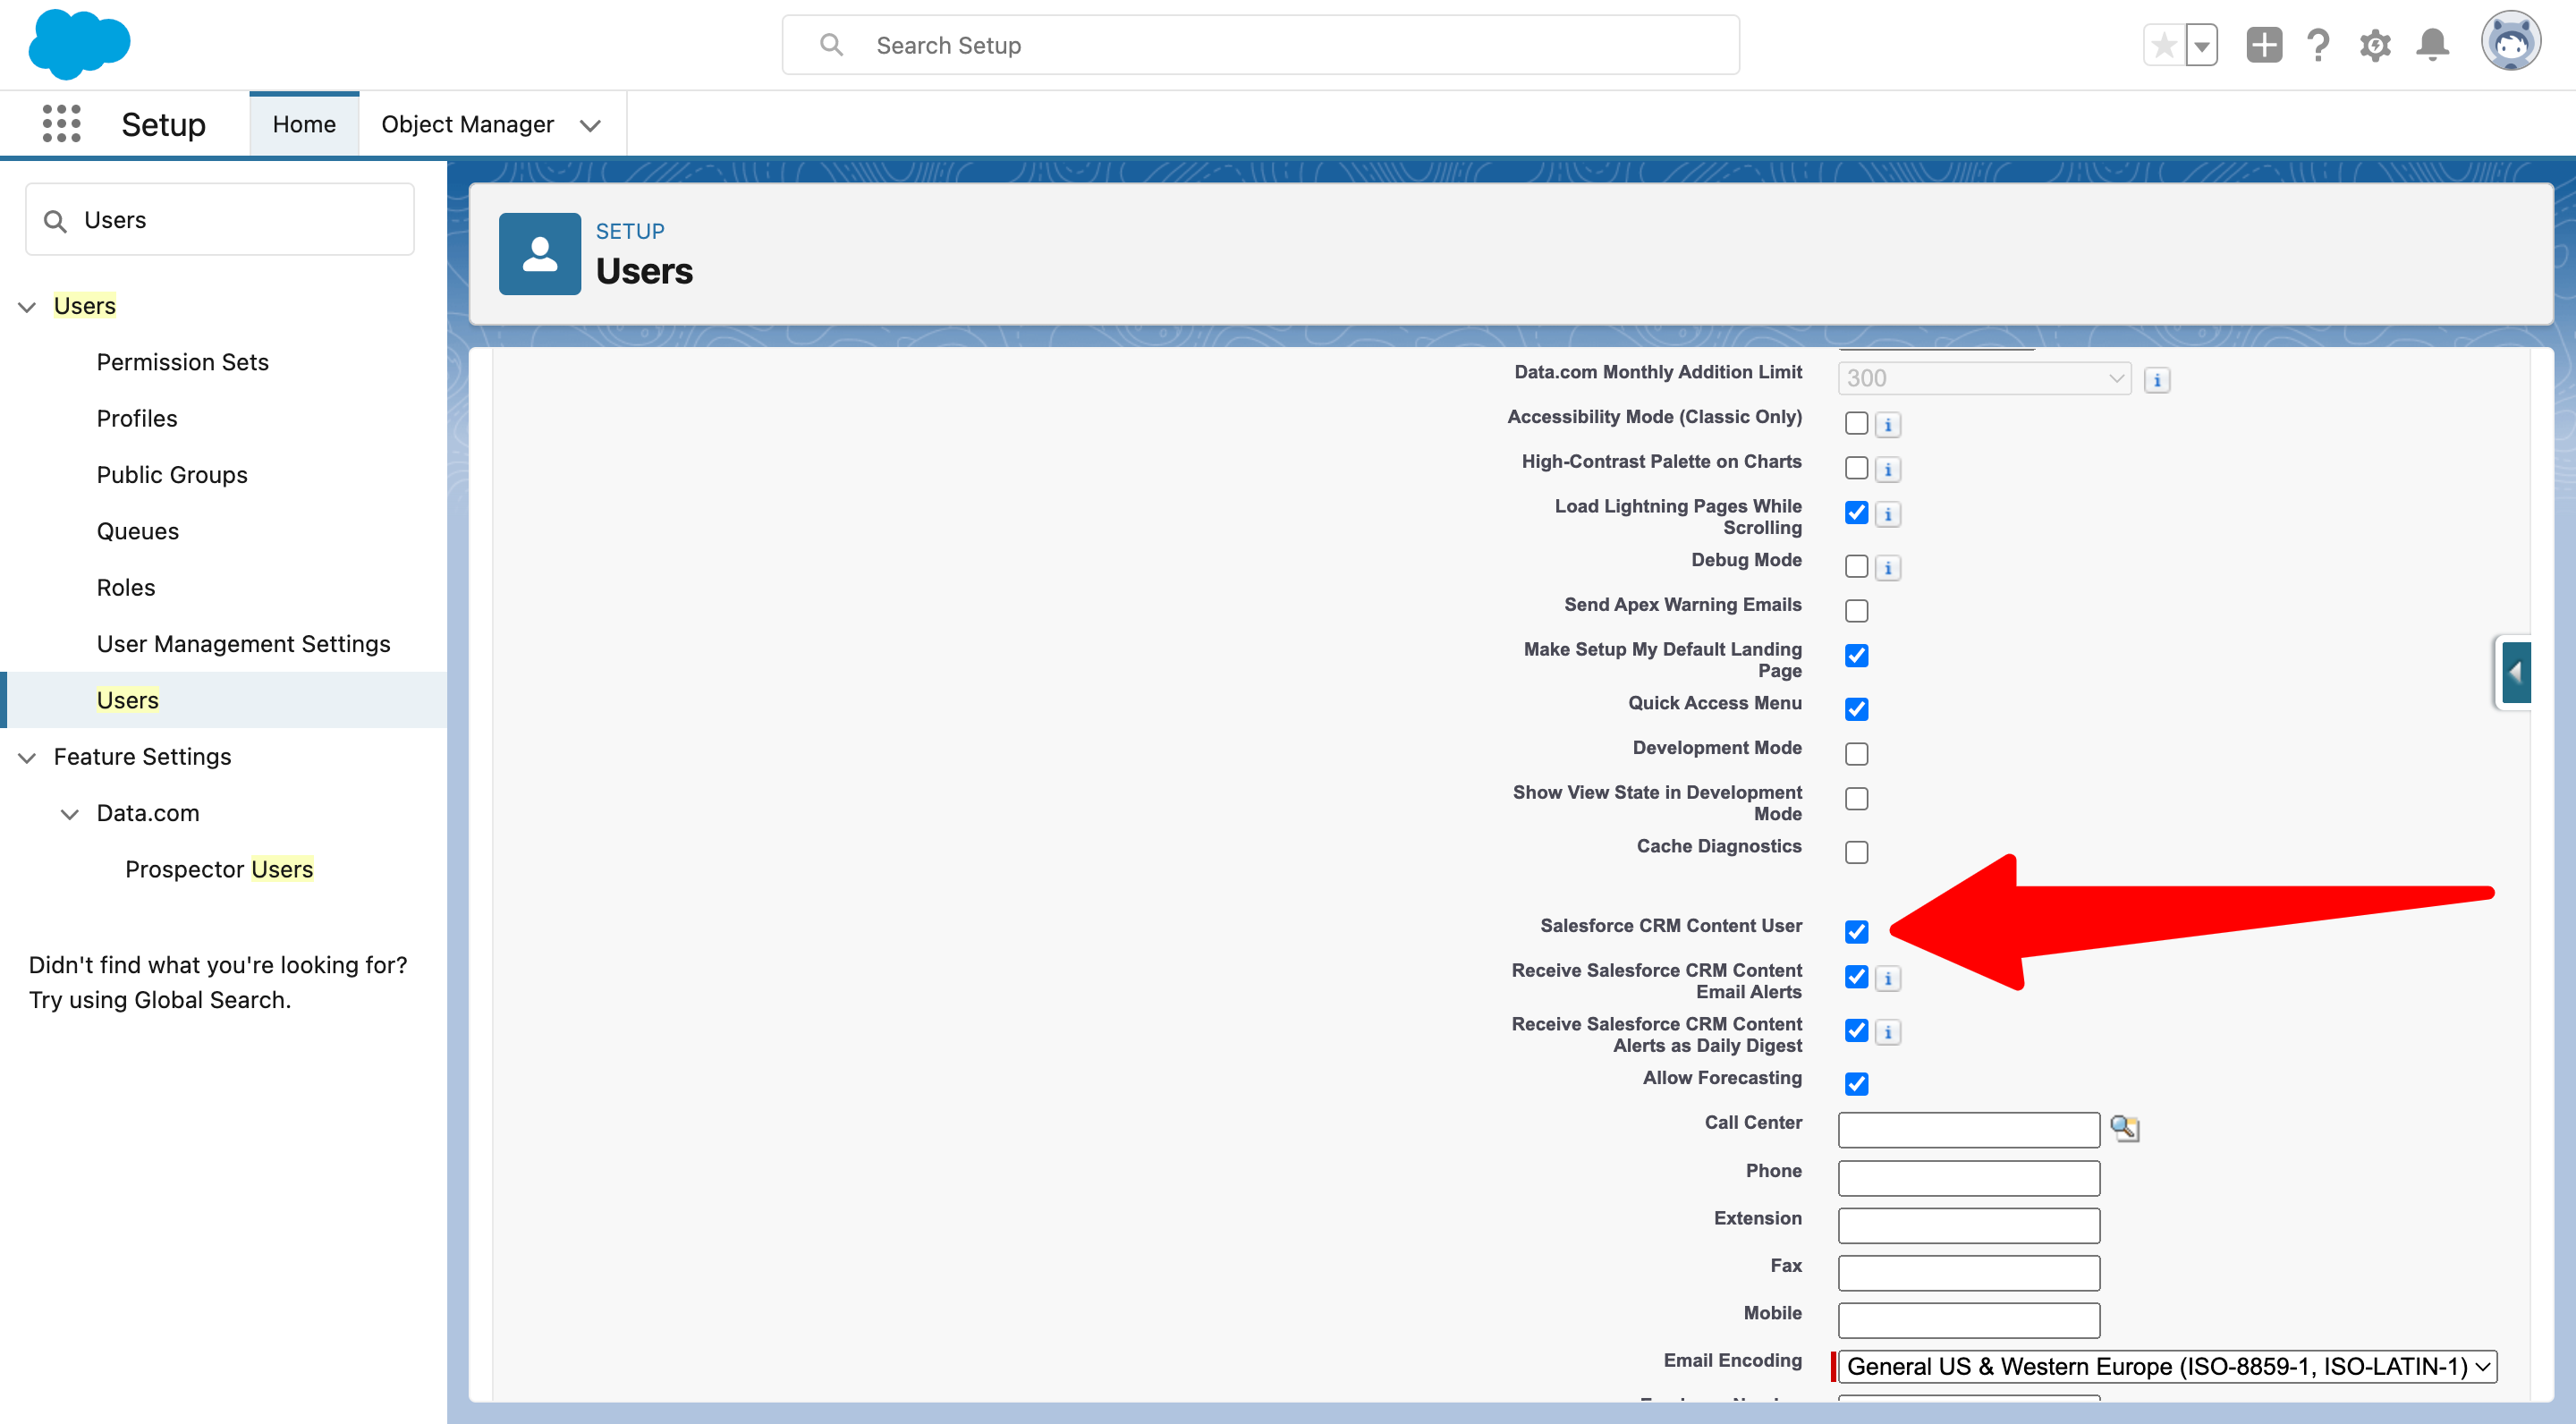 Search Setup
Setup
Home
Object Manager
Users
Users
Permission Sets
Profiles
Public Groups
Queues
Roles
User Management Settings
Users
Feature Settings
Data.com
Prospector Users
Didn't find what you're looking for?
Try using Global Search.
SETUP
Users
Data.com Monthly Addition Limit
300
Accessibility Mode (Classic Only)
High-Contrast Palette on Charts
Load Lightning Pages While
Scrolling
Debug Mode
Send Apex Warning Emails
Make Setup My Default Landing
Page
Quick Access Menu
Development Mode
Show View State in Development
Mode
Cache Diagnostics
Salesforce CRM Content User
Receive Salesforce CRM Content
Email Alerts
Receive Salesforce CRM Content
Alerts as Daily Digest
Allow Forecasting
Call Center
Phone
Extension
Fax
Mobile
Email Encoding
General US & Western Europe (ISO-8859-1, ISO-LATIN-1)